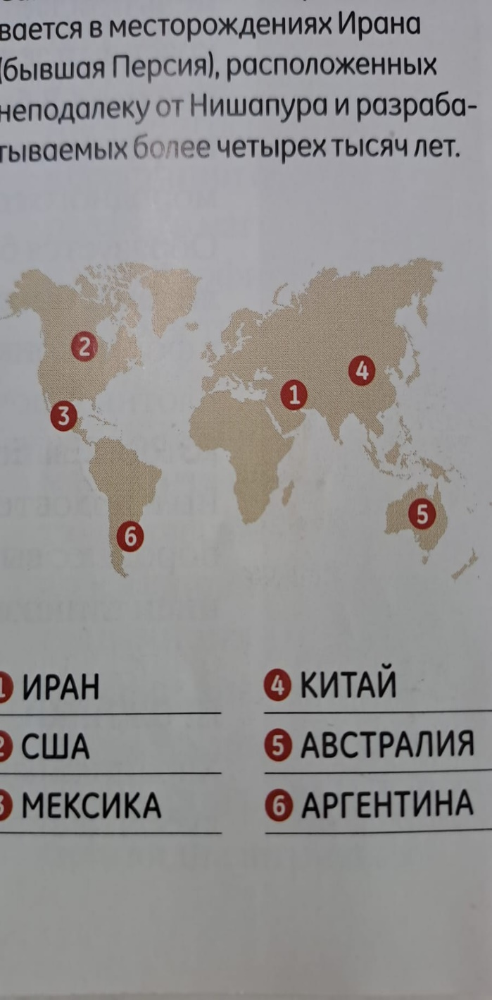 вается в месторождениях Ирана
(бывшая Персия), расположенных
неподалеку от Нишапура и разраба-
тываемых более четырех тысяч лет.
2
4
1
3
5
6
1 ИРАН
4 КИТАЙ
2 США
5 АВСТРАЛИЯ
3 МЕКСИКА
6 АРГЕНТИНА